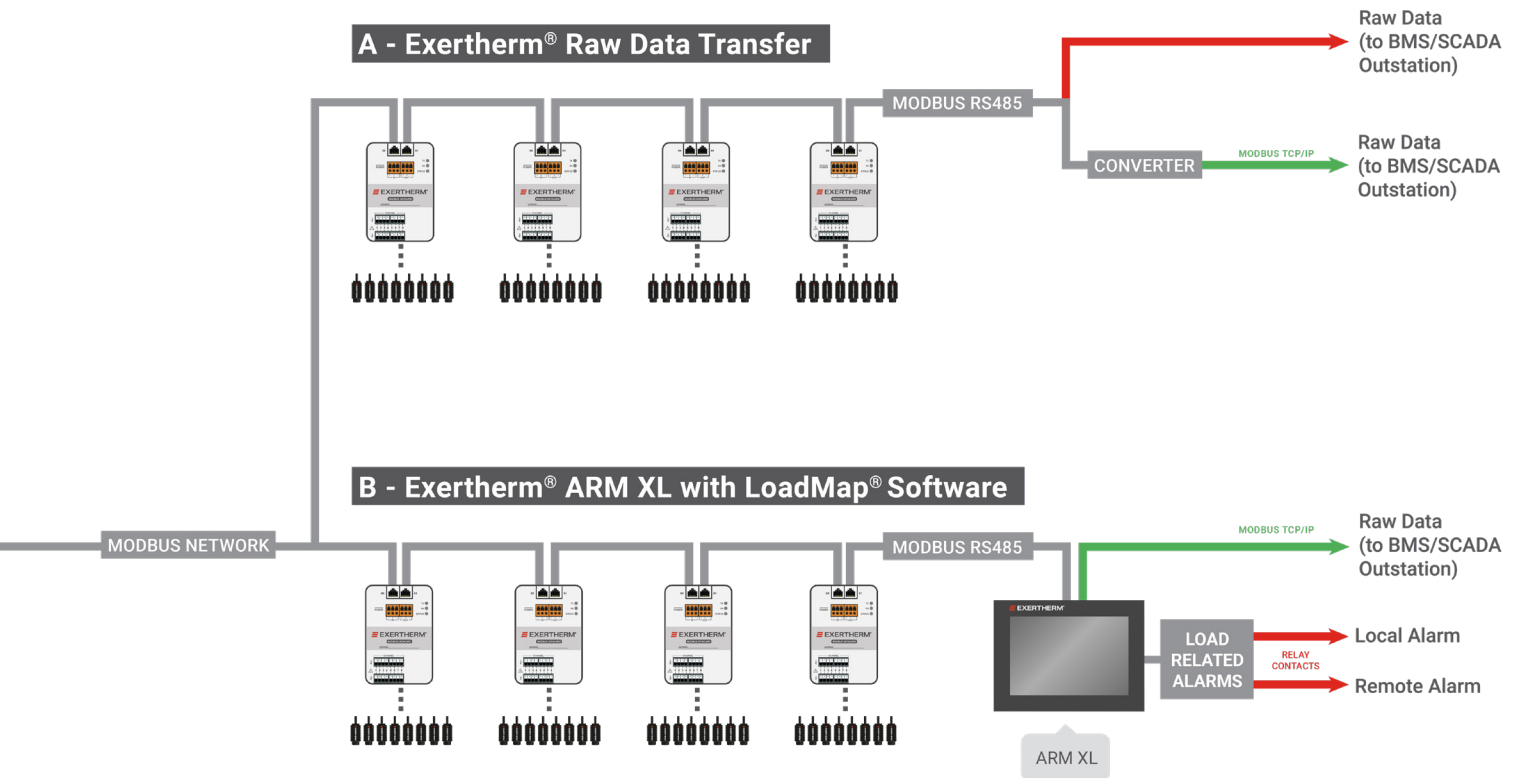 A - Exertherm® Raw Data Transfer
Raw Data
(to BMS/SCADA
Outstation)
MODBUS RS485
Raw Data
(to BMS/SCADA
Outstation)
MODBUS TCP/IP
CONVERTER
EXERTHERM®
EXERTHERM®
EXERTHERM®
EXERTHERM®
B - Exertherm® ARM XL with LoadMap® Software
MODBUS NETWORK
MODBUS RS485
MODBUS TCP/IP
Raw Data
(to BMS/SCADA
Outstation)
EXERTHERM®
EXERTHERM®
EXERTHERM®
EXERTHERM®
EXERTHERM®
LOAD
RELATED
ALARMS
RELAY
CONTACTS
Local Alarm
Remote Alarm
ARM XL